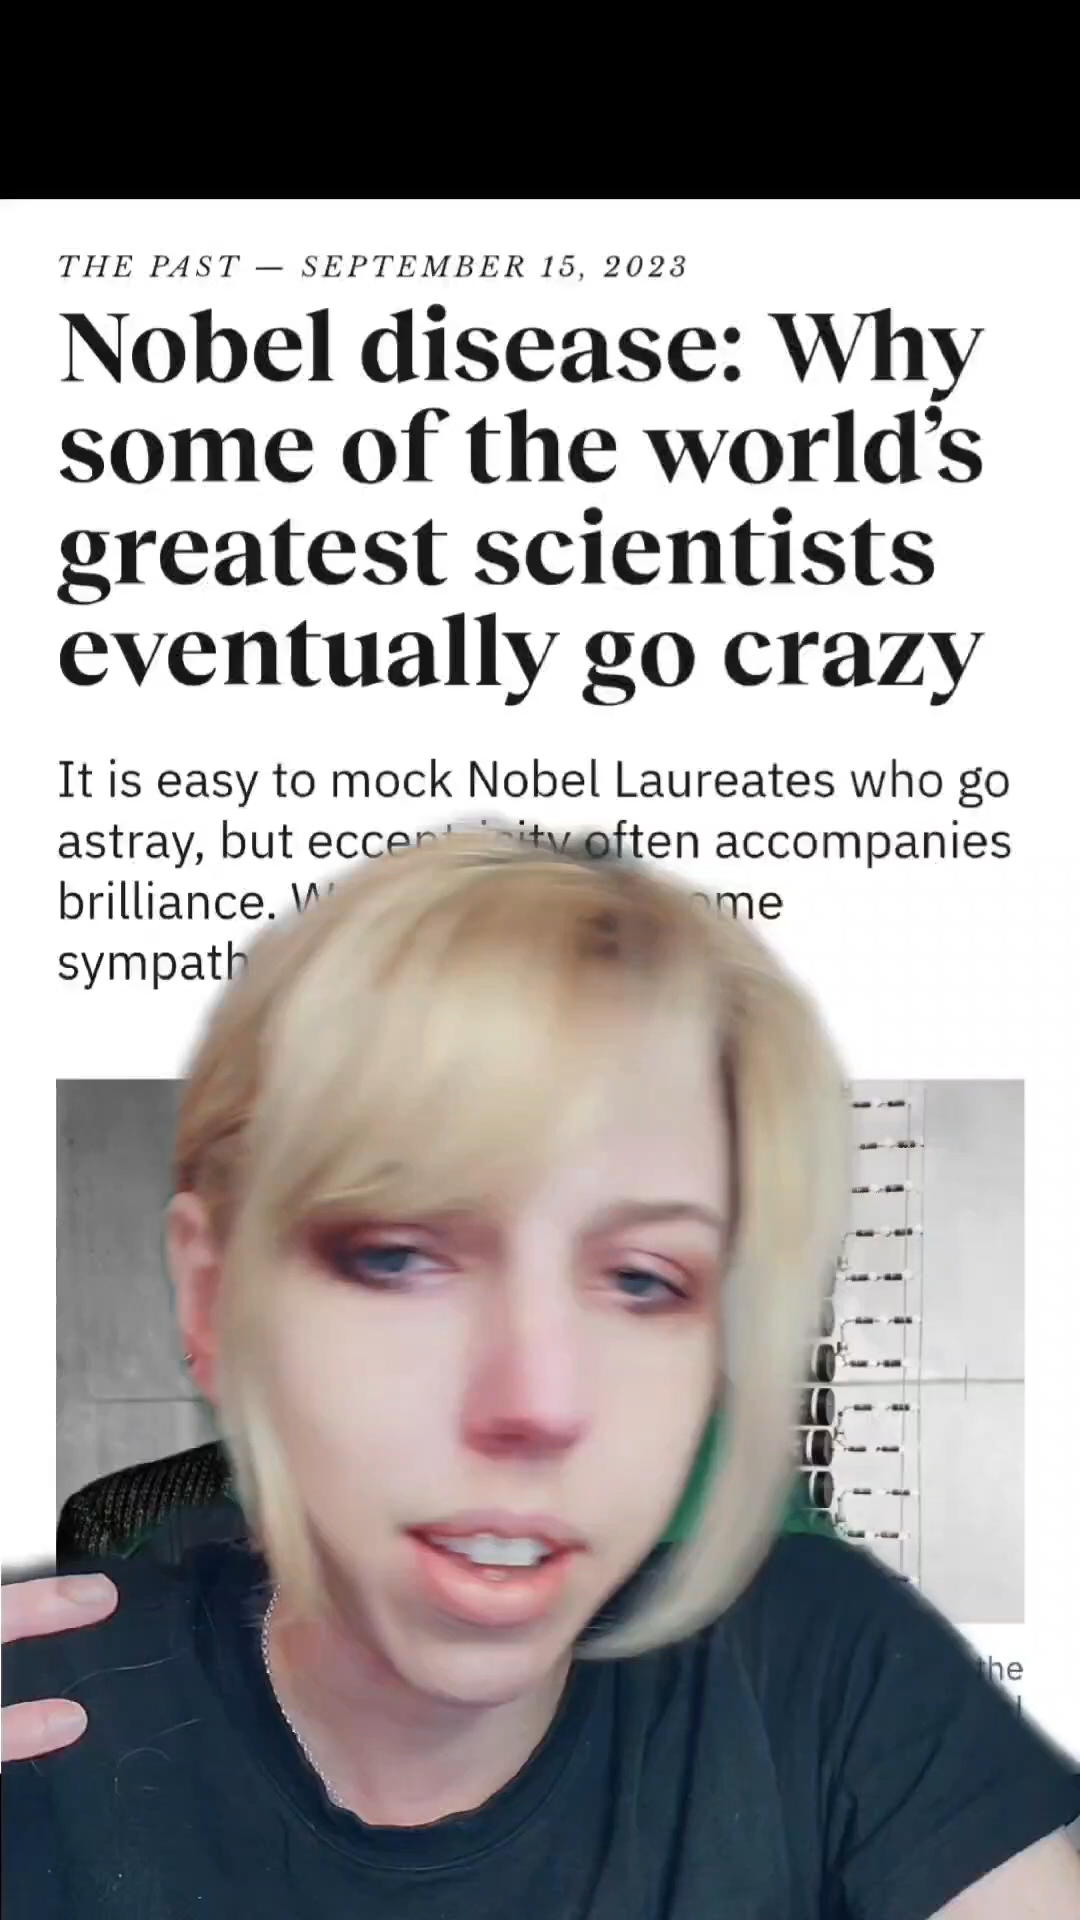 THE PAST — SEPTEMBER 15, 2023
Nobel disease: Why
some of the world’s
greatest scientists
eventually go crazy
It is easy to mock Nobel Laureates who go
astray, but often accompanies
brilliance.
the